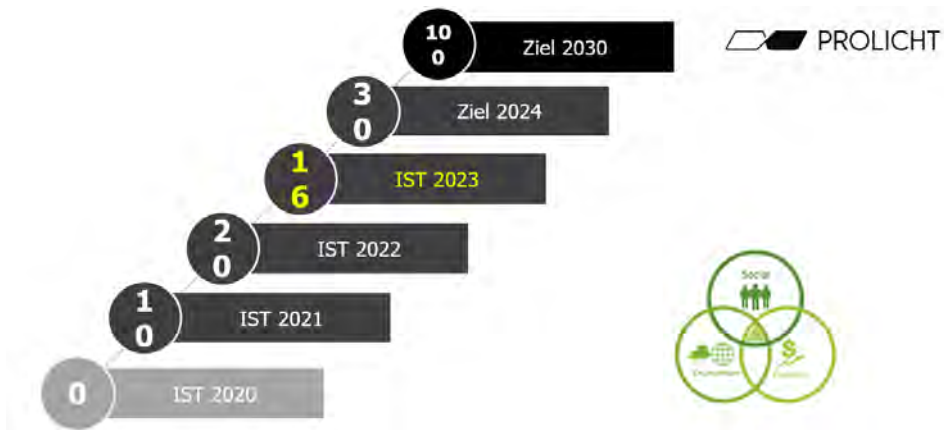 10
0
Ziel 2030
PROLICHT
3
0
Ziel 2024
1
6
IST 2023
2
0
IST 2022
1
0
IST 2021
0
IST 2020
Social
Environment
$